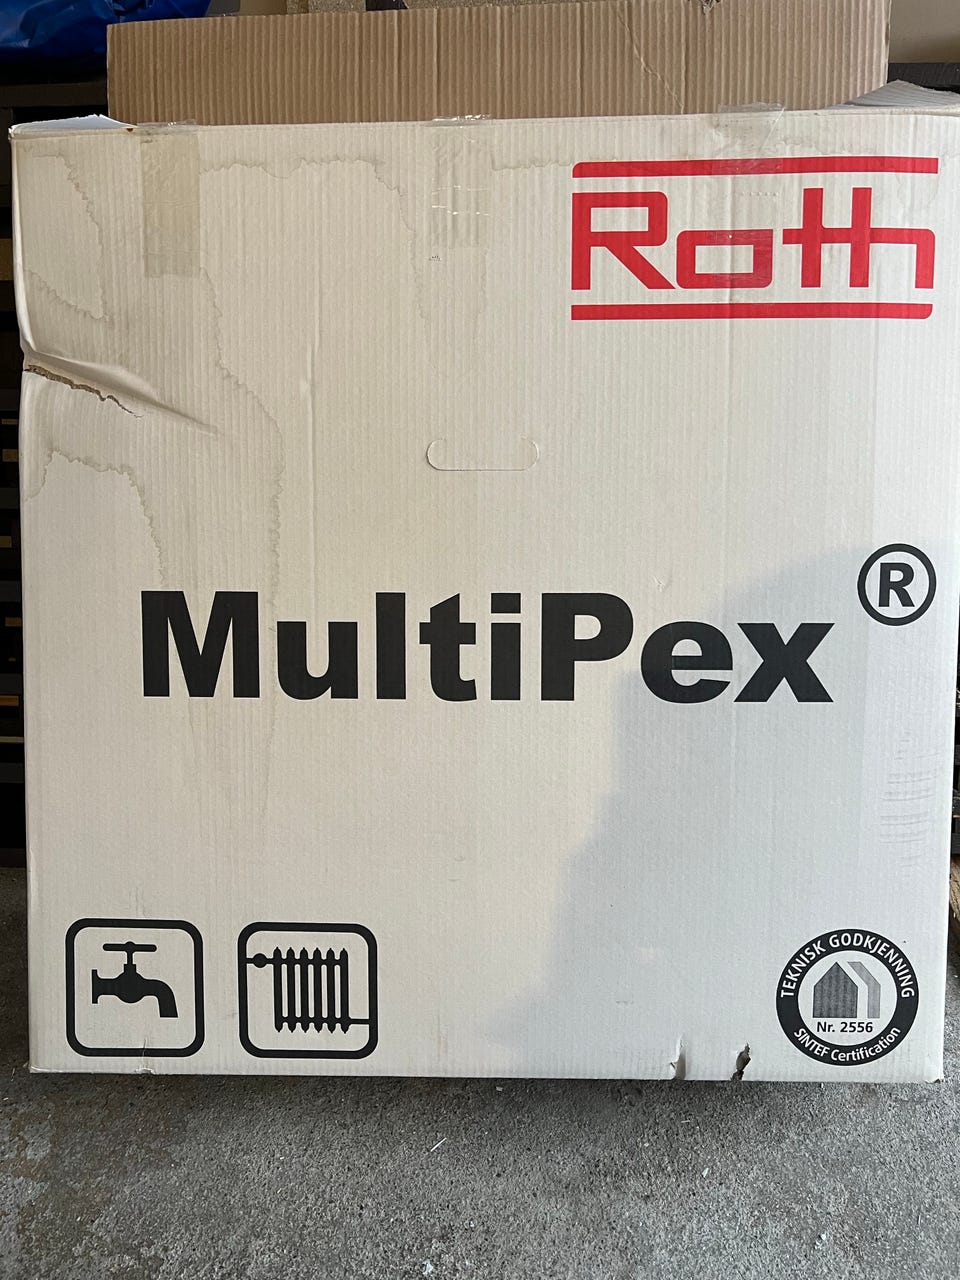 Roth
MultiPex®
TEKNISK GODKJENNING
Nr. 2556
SINTEF Certification